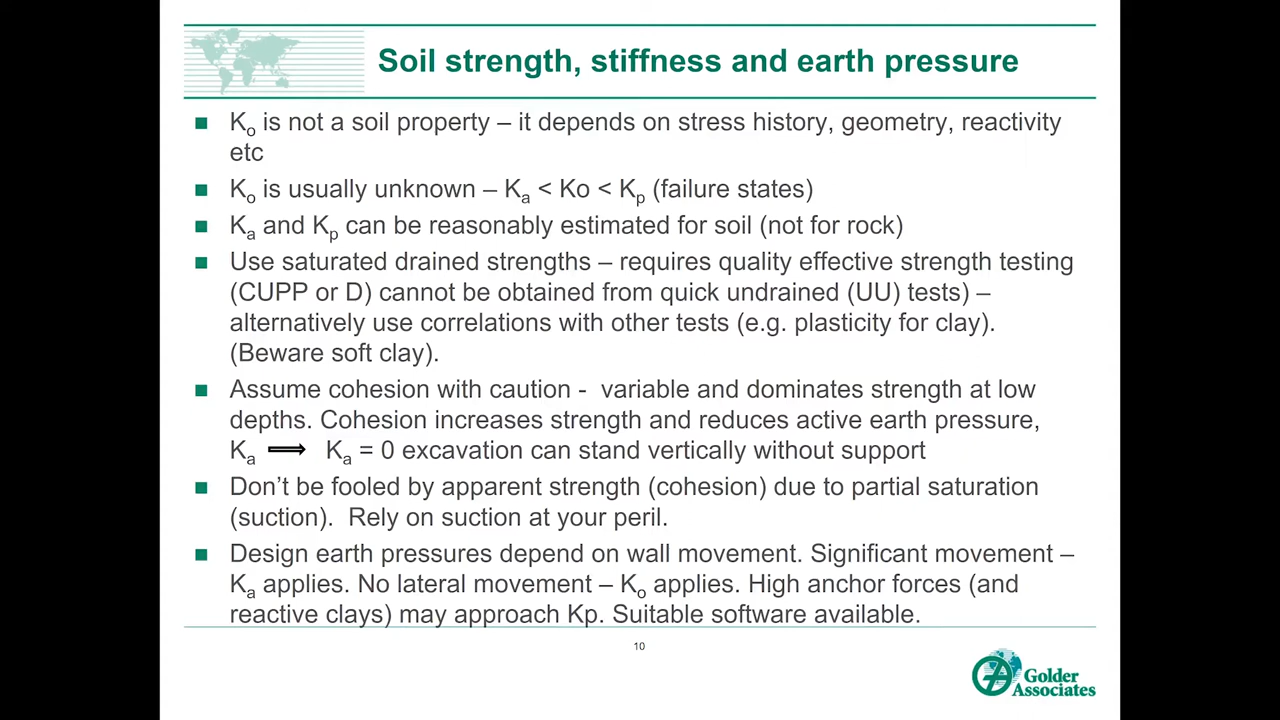 Soil strength, stiffness and earth pressure
■ Ko is not a soil property – it depends on stress history, geometry, reactivity
etc
■ Ko is usually unknown – Ka < Ko < Kp (failure states)
■ Ka and Kp can be reasonably estimated for soil (not for rock)
■ Use saturated drained strengths – requires quality effective strength testing
(CUPP or D) cannot be obtained from quick undrained (UU) tests) –
alternatively use correlations with other tests (e.g. plasticity for clay).
(Beware soft clay).
■ Assume cohesion with caution - variable and dominates strength at low
depths. Cohesion increases strength and reduces active earth pressure,
Ka ⟹ Ka = 0 excavation can stand vertically without support
■ Don’t be fooled by apparent strength (cohesion) due to partial saturation
(suction). Rely on suction at your peril.
■ Design earth pressures depend on wall movement. Significant movement –
Ka applies. No lateral movement – Ko applies. High anchor forces (and
reactive clays) may approach Kp. Suitable software available.
10
Golder
Associates